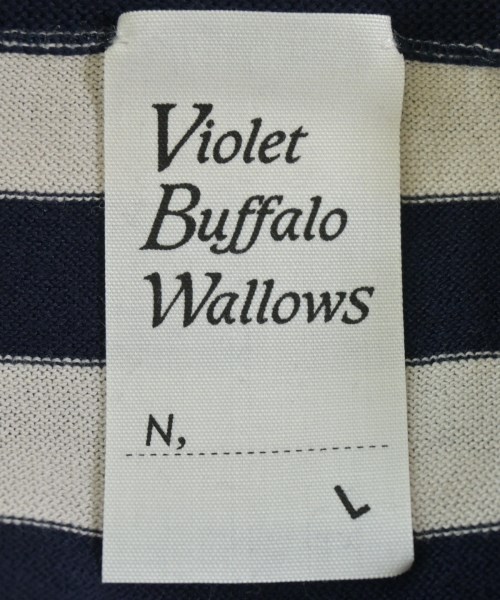 Violet
Buffalo
Wallows
N,
L